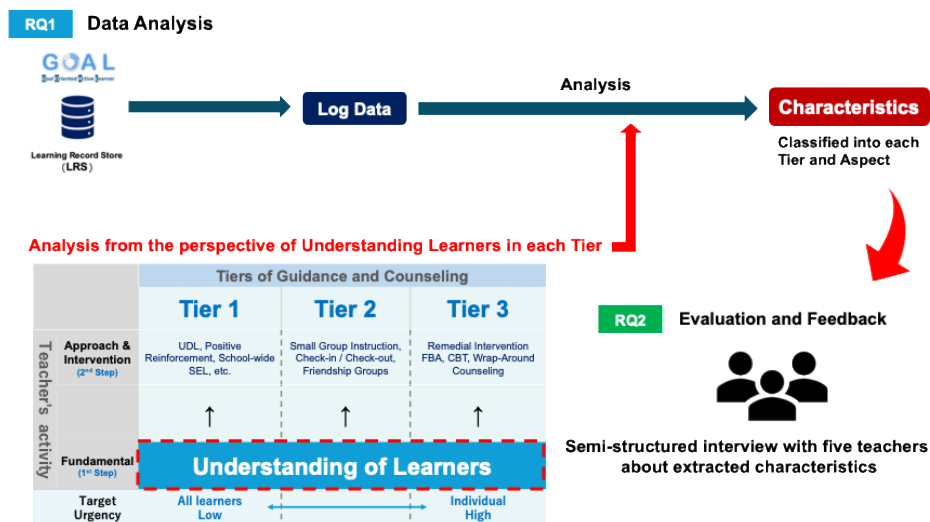 RQ1
Data Analysis
GOAL
Goal Oriented Active Learner
Learning Record Store
(LRS)
Log Data
Analysis
Characteristics
Classified into each
Tier and Aspect
Analysis from the perspective of Understanding Learners in each Tier
Tiers of Guidance and Counseling
Tier 1
Tier 2
Tier 3
Teacher's activity
Approach &
Intervention
(2nd Step)
UDL, Positive
Reinforcement, School-wide
SEL, etc.
Small Group Instruction,
Check-in / Check-out,
Friendship Groups
Remedial Intervention
FBA, CBT, Wrap-Around
Counseling
↑
↑
↑
Fundamental
(1st Step)
Understanding of Learners
Target
Urgency
All learners
Low
Individual
High
RQ2
Evaluation and Feedback
Semi-structured interview with five teachers
about extracted characteristics